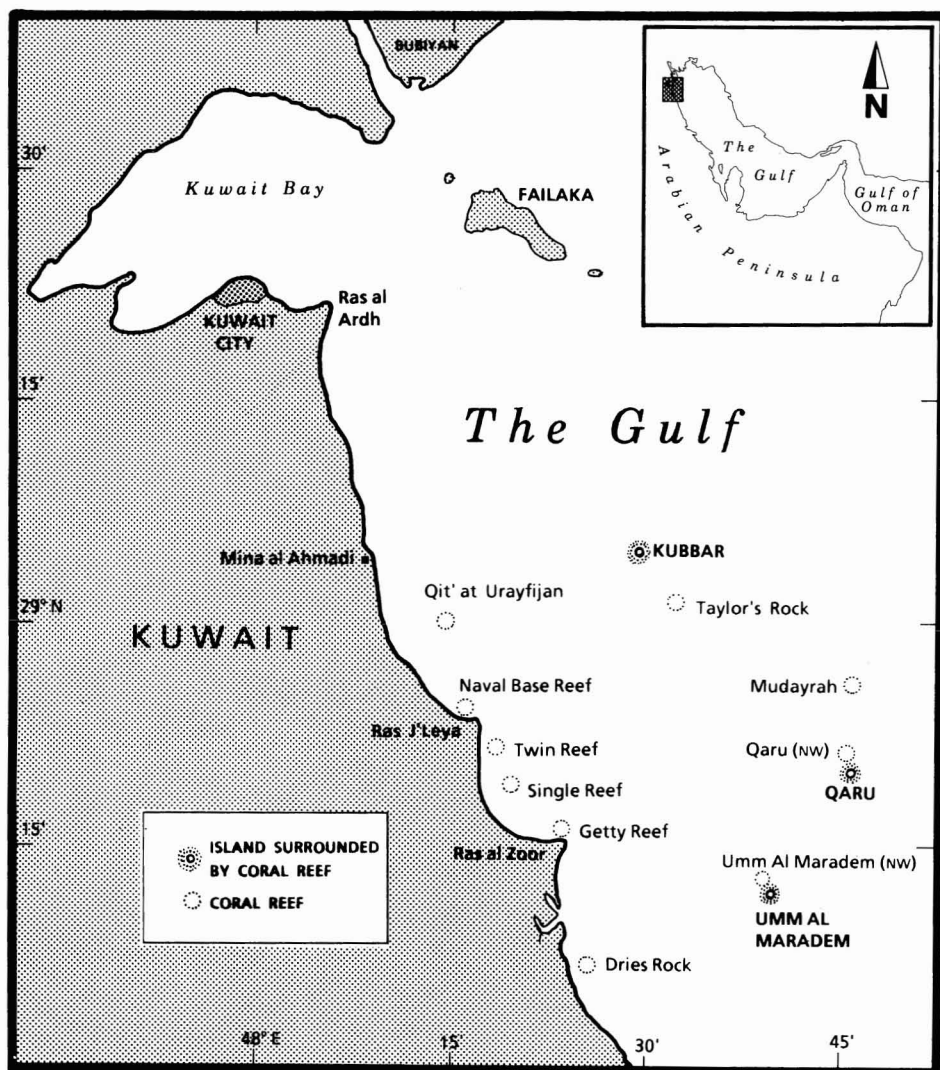 BUBIYAN
N
The
Gulf
Gulf of
Oman
Arabian Peninsula
30'
Kuwait Bay
FAILAKA
Ras al
Ardh
KUWAIT
CITY
15'
The Gulf
KUBBAR
Mina al Ahmadi
Qit' at Urayfijan
Taylor's Rock
29° N
KUWAIT
Naval Base Reef
Mudayrah
Ras J'Leya
Twin Reef
Qaru (NW)
Single Reef
QARU
ISLAND SURROUNDED
BY CORAL REEF
CORAL REEF
15'
Getty Reef
Ras al Zoor
Umm Al Maradem (NW)
UMM AL
MARADEM
Dries Rock
48° E
15'
30'
45'